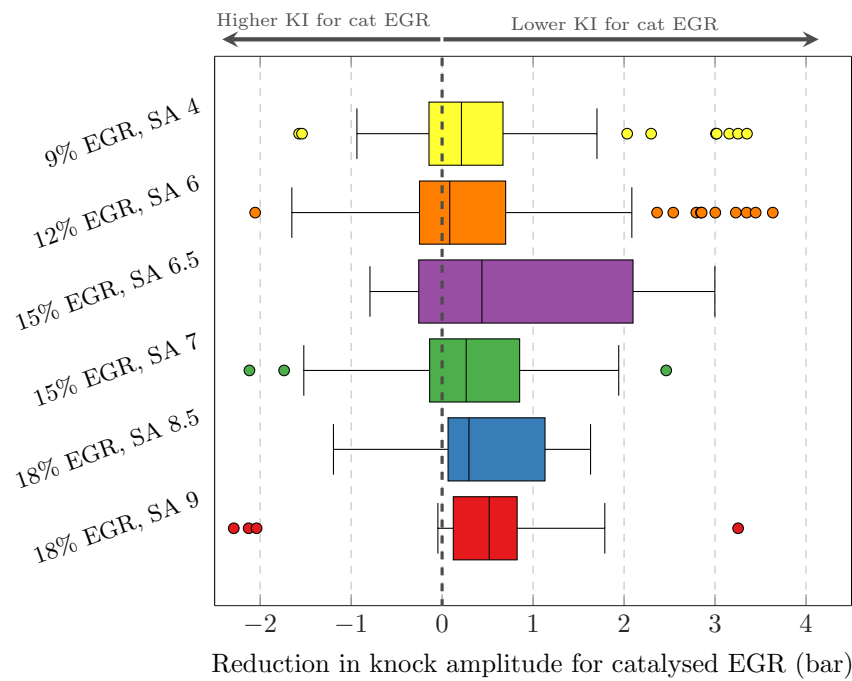 Higher KI for cat EGR
Lower KI for cat EGR
9% EGR, SA 4
12% EGR, SA 6
15% EGR, SA 6.5
15% EGR, SA 7
18% EGR, SA 8.5
18% EGR, SA 9
−2 −1 0 1 2 3 4
Reduction in knock amplitude for catalysed EGR (bar)